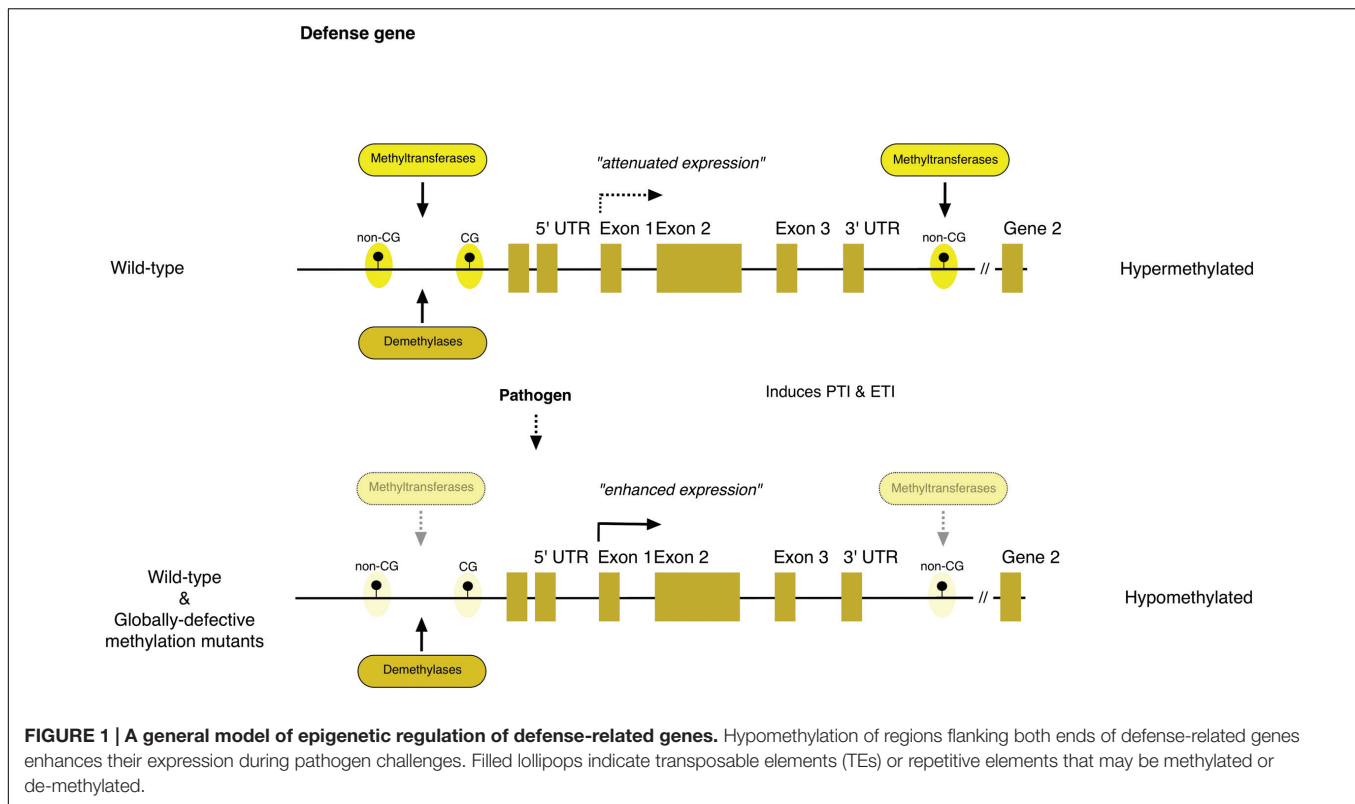 Defense gene
Methyltransferases
"attenuated expression"
Methyltransferases
5' UTR Exon 1 Exon 2 Exon 3 3' UTR Gene 2
non-CG CG non-CG
Wild-type // Hypermethylated
Demethylases
Pathogen Induces PTI & ETI
Methyltransferases
"enhanced expression"
Methyltransferases
5' UTR Exon 1 Exon 2 Exon 3 3' UTR Gene 2
non-CG CG non-CG
Wild-type
&
Globally-defective
methylation mutants
// Hypomethylated
Demethylases
FIGURE 1 | A general model of epigenetic regulation of defense-related genes. Hypomethylation of regions flanking both ends of defense-related genes
enhances their expression during pathogen challenges. Filled lollipops indicate transposable elements (TEs) or repetitive elements that may be methylated or
de-methylated.